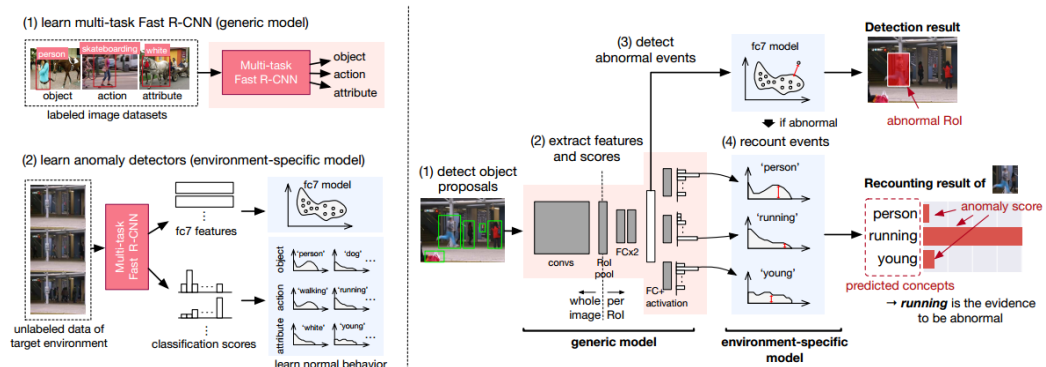 (1) learn multi-task Fast R-CNN (generic model)
person
skateboarding
white
object
action
attribute
labeled image datasets
Multi-task
Fast R-CNN
object
action
attribute
(2) learn anomaly detectors (environment-specific model)
unlabeled data of
target environment
Multi-task
Fast R-CNN
fc7 features
classification scores
fc7 model
object
'person'
'dog'
action
'walking'
'running'
attribute
'white'
'young'
learn normal behavior
(1) detect object
proposals
(2) extract features
and scores
convs
RoI
pool
FCx2
FC+
activation
whole
image
per
RoI
generic model
(3) detect
abnormal events
fc7 model
if abnormal
(4) recount events
'person'
'running'
'young'
environment-specific
model
Detection result
abnormal RoI
Recounting result of
person
running
young
anomaly score
predicted concepts
→ running is the evidence
to be abnormal